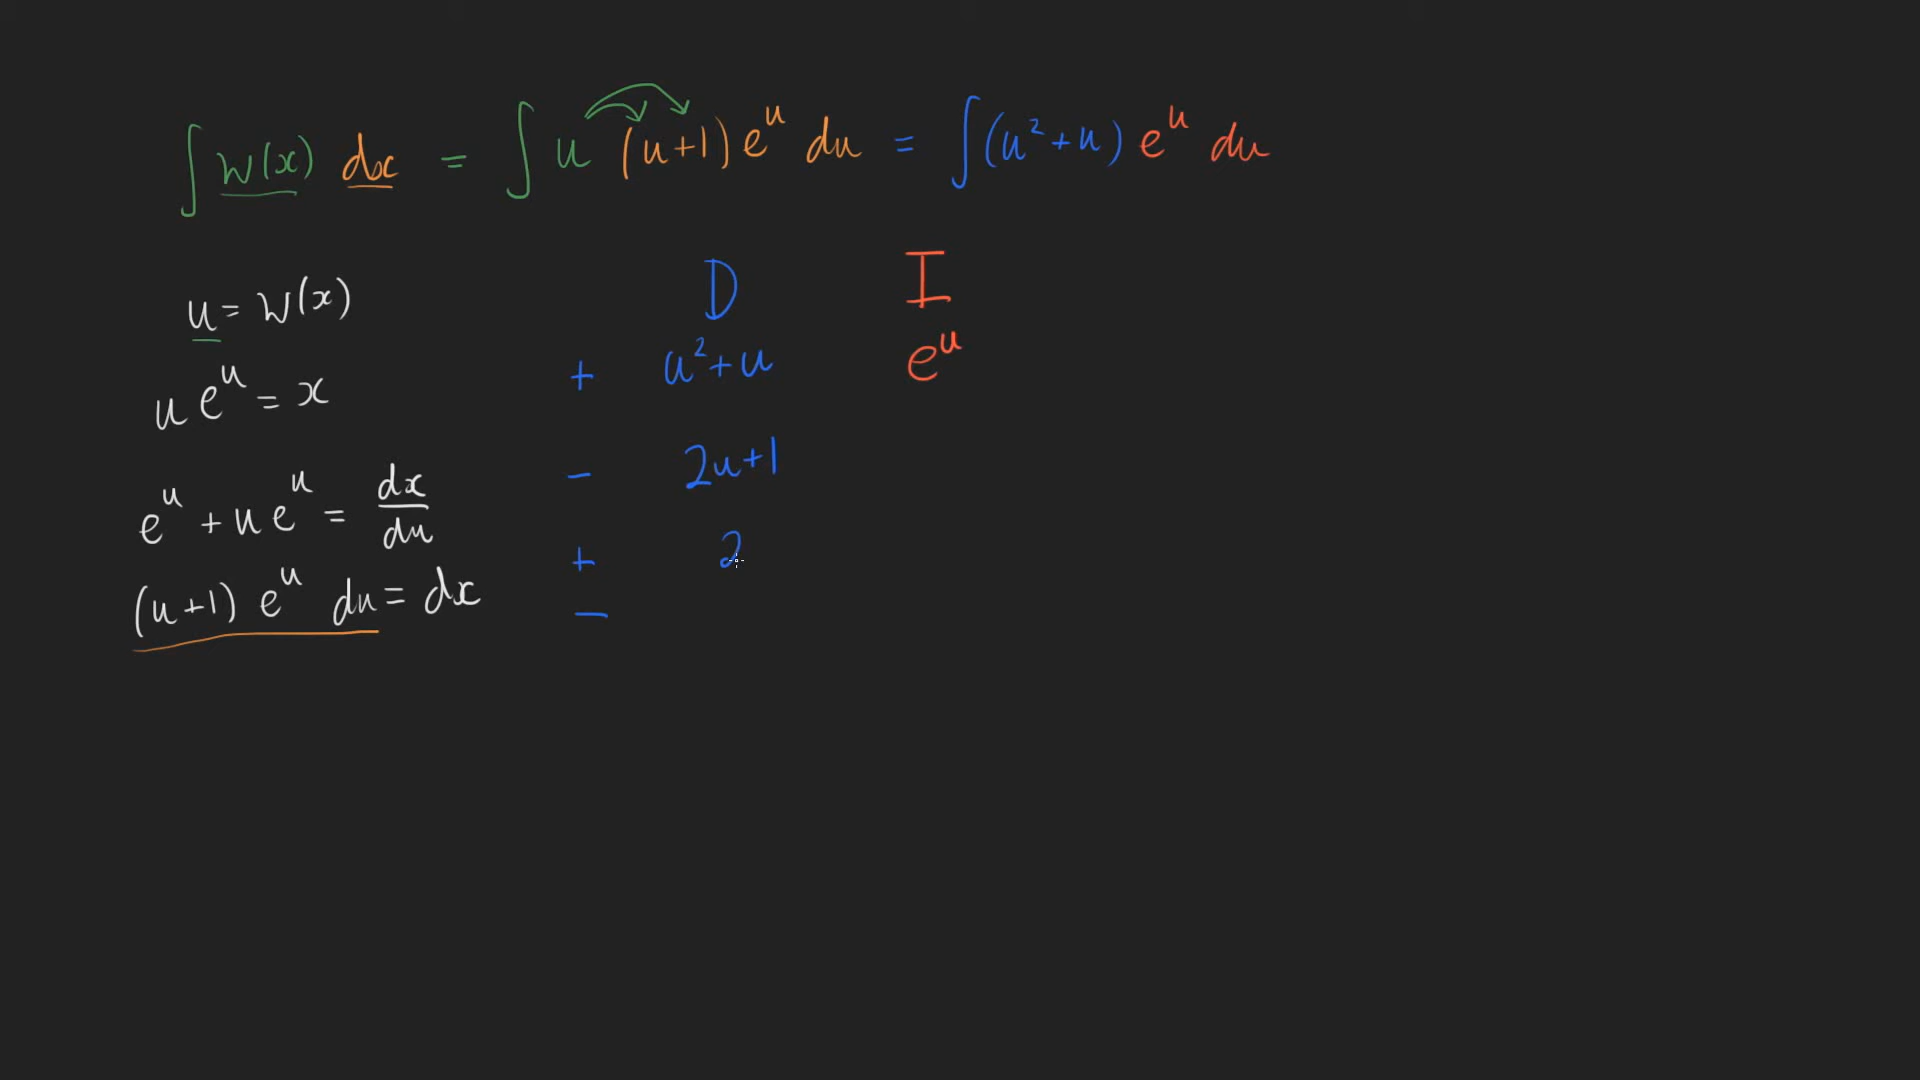 ∫ W(x) dx = ∫ u (u+1) e^u du = ∫ (u²+u) e^u du
u = W(x)
u e^u = x
e^u + u e^u = dx/du
(u+1) e^u du = dx
D I
+ u²+u e^u
- 2u+1
+ 2
-